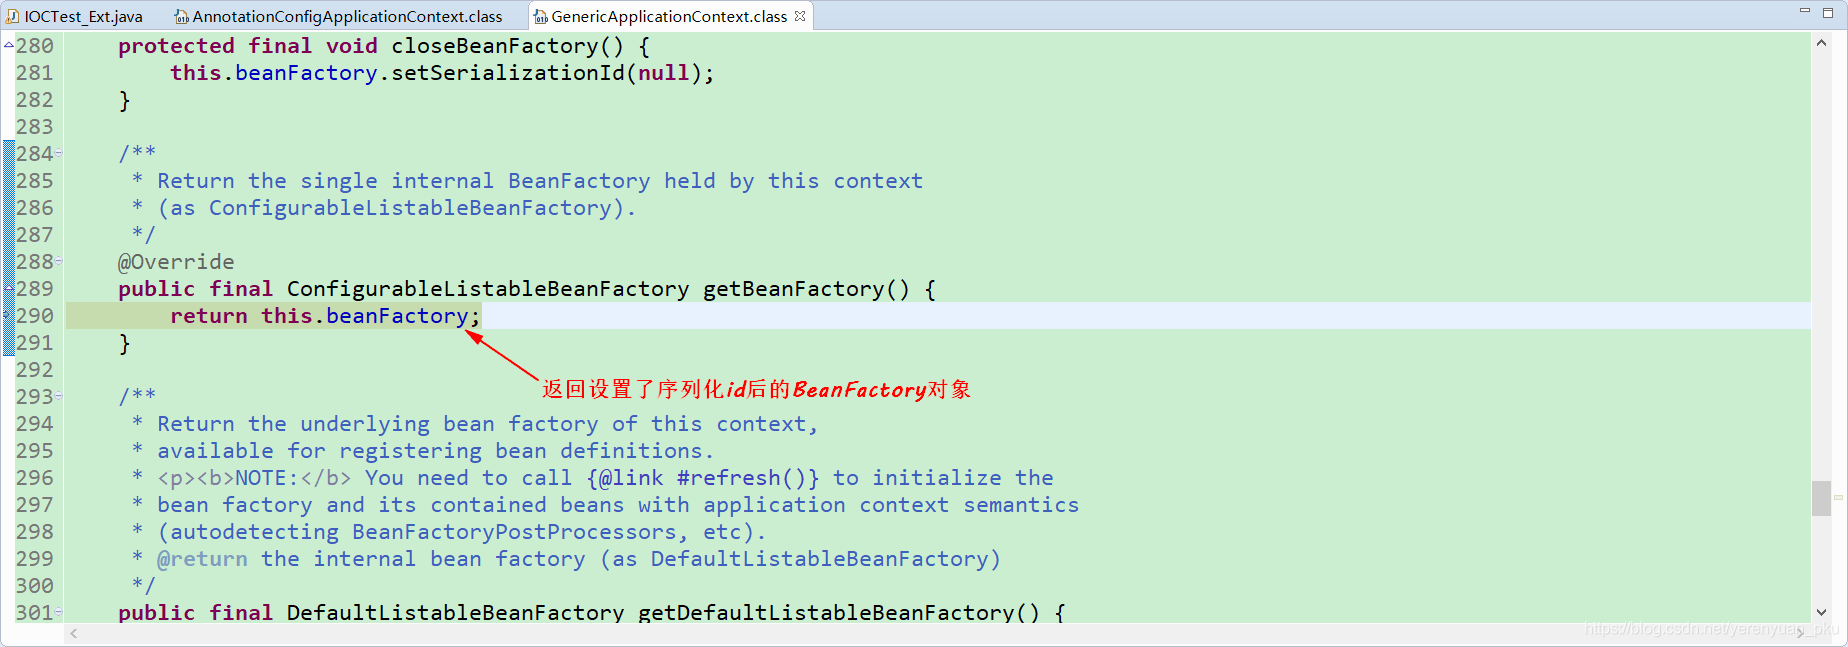 IOCTest_Ext.java AnnotationConfigApplicationContext.class GenericApplicationContext.class
280 protected final void closeBeanFactory() {
281 this.beanFactory.setSerializationId(null);
282 }
283
284 /**
285 * Return the single internal BeanFactory held by this context
286 * (as ConfigurableListableBeanFactory).
287 */
288 @Override
289 public final ConfigurableListableBeanFactory getBeanFactory() {
290 return this.beanFactory;
291 }
292
返回设置了序列化id后的BeanFactory对象
293 /**
294 * Return the underlying bean factory of this context,
295 * available for registering bean definitions.
296 * <p><b>NOTE:</b> You need to call {@link #refresh()} to initialize the
297 * bean factory and its contained beans with application context semantics
298 * (autodetecting BeanFactoryPostProcessors, etc).
299 * @return the internal bean factory (as DefaultListableBeanFactory)
300 */
301 public final DefaultListableBeanFactory getDefaultListableBeanFactory() {
https://blog.csdn.net/yerenyuan_pku